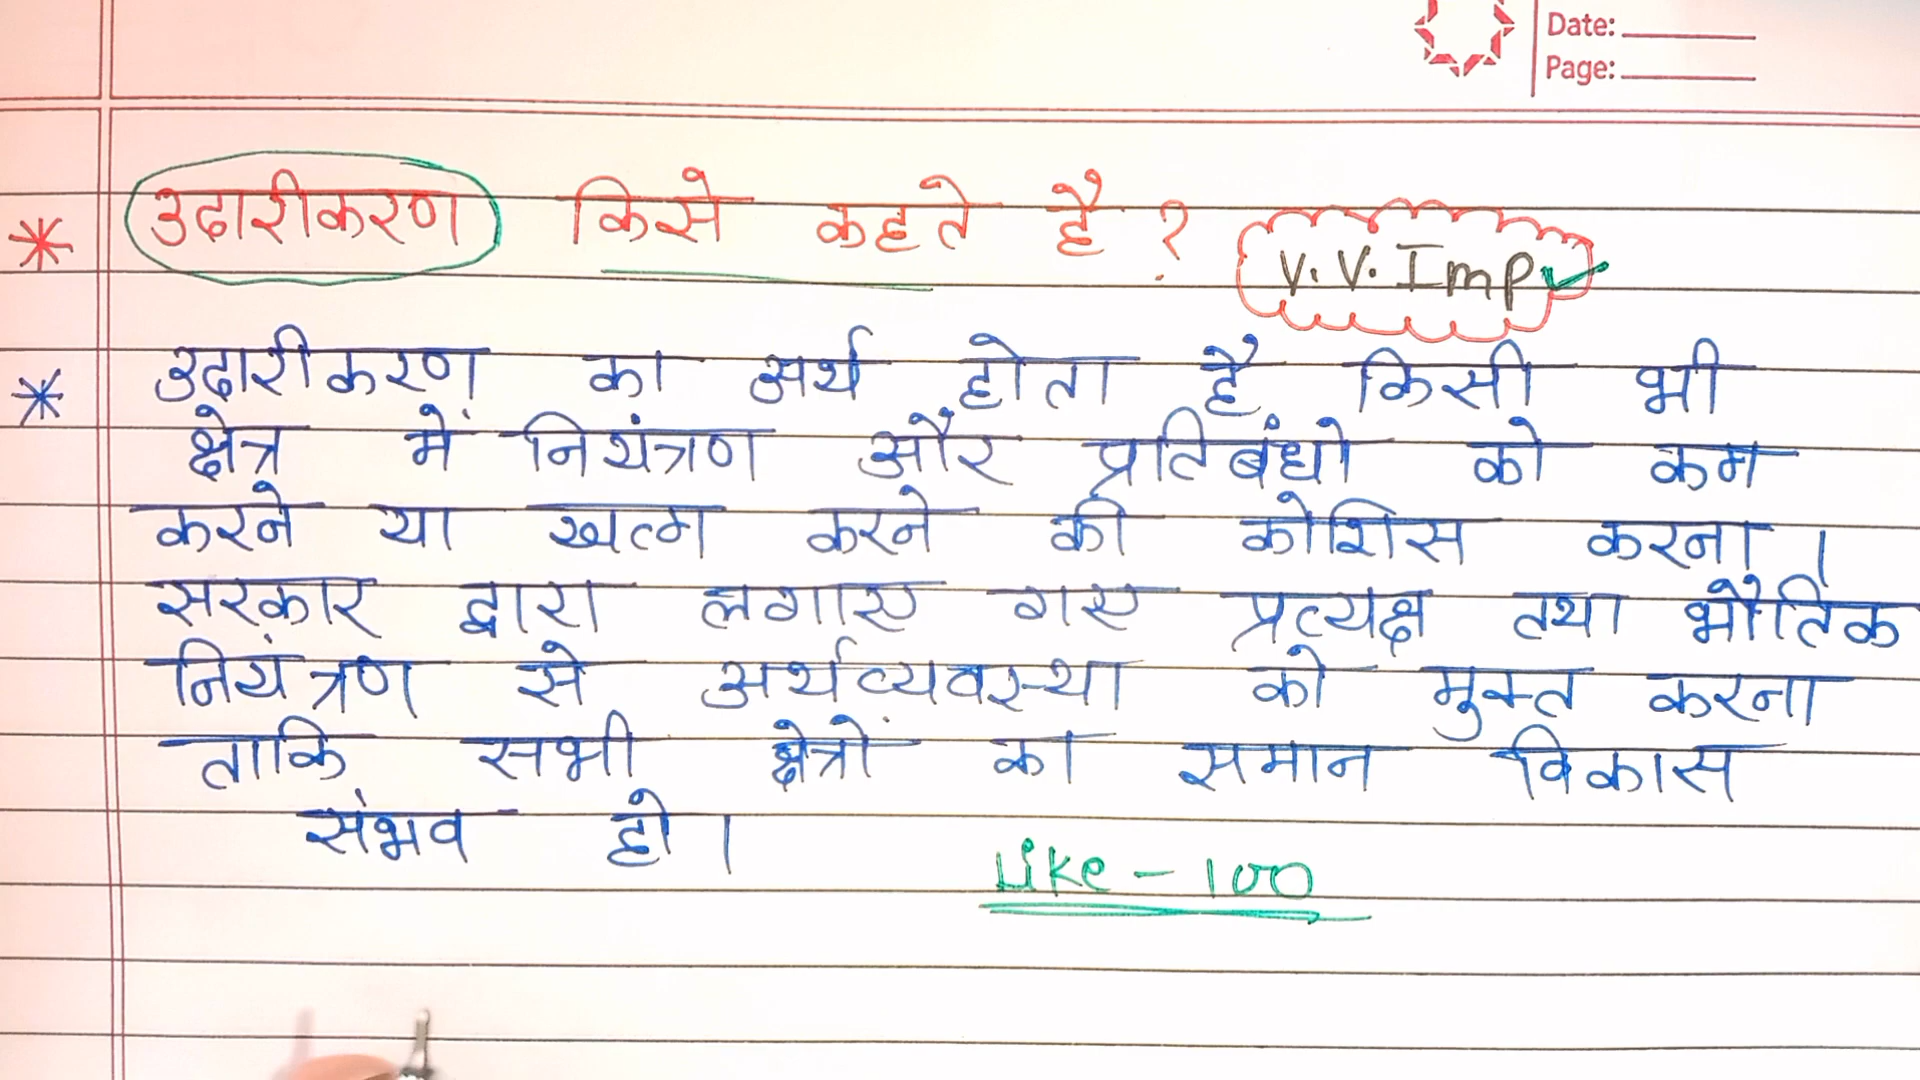 Date:
Page:
* उदारीकरण किसे कहते है ? V.V. Imp
* उदारीकरण का अर्थ होता है किसी भी
क्षेत्र में नियंत्रण और प्रतिबंधो को कम
करने या खत्म करने की कोशिस करना ।
सरकार द्वारा लगाए गए प्रत्यक्ष तथा भौतिक
नियंत्रण से अर्थव्यवस्था को मुक्त करना
ताकि सभी क्षेत्रों का समान विकास
संभव हो ।
Like - 100